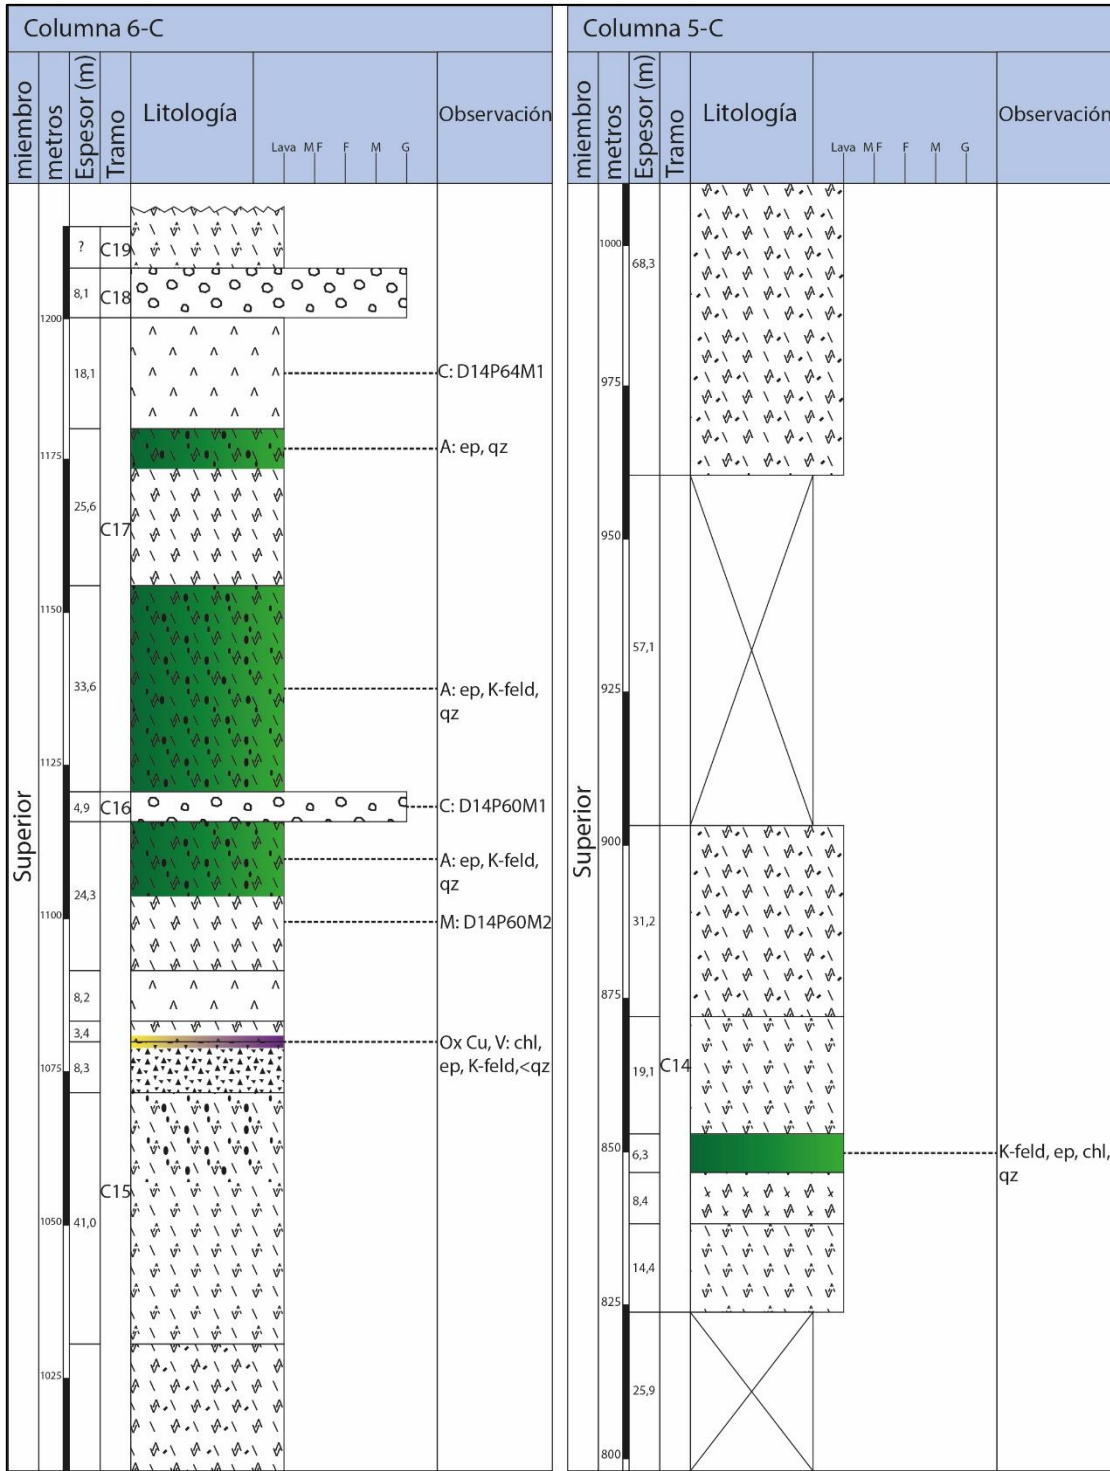 Columna 6-C
miembro
metros
Espesor (m)
Tramo
Litología
Observación
Lava MF F M G
?
C19
8,1
C18
1200
18,1
C: D14P64M1
A: ep, qz
1175
25,6
C17
1150
33,6
A: ep, K-feld,
qz
1125
4,9
C16
C: D14P60M1
Superior
24,3
A: ep, K-feld,
qz
1100
M: D14P60M2
8,2
3,4
Ox Cu, V: chl,
ep, K-feld,<qz
8,3
1075
C15
41,0
1050
1025
Columna 5-C
miembro
metros
Espesor (m)
Tramo
Litología
Observación
Lava MF F M G
1000
68,3
975
950
57,1
925
Superior
900
31,2
875
19,1
C14
850
6,3
K-feld, ep, chl,
qz
8,4
14,4
825
25,9
800